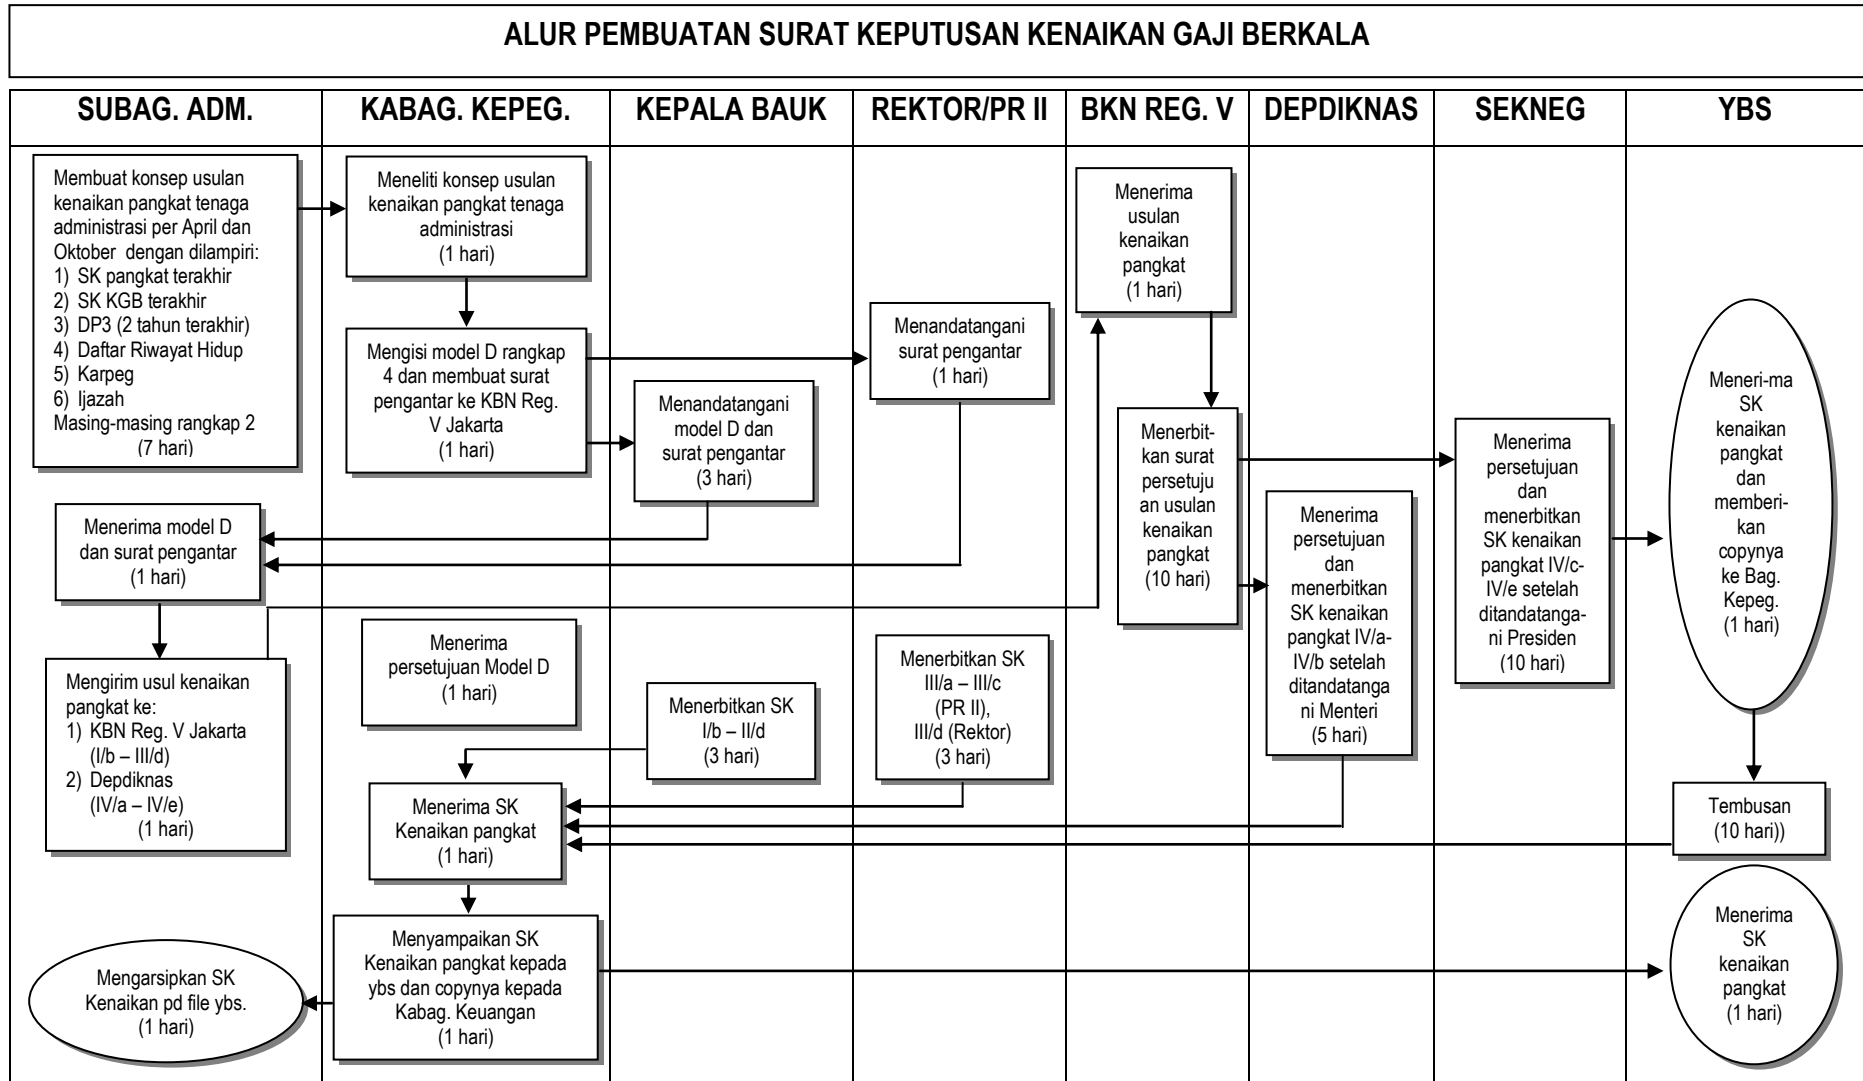 ALUR PEMBUATAN SURAT KEPUTUSAN KENAIKAN GAJI BERKALA
SUBAG. ADM.
KABAG. KEPEG.
KEPALA BAUK
REKTOR/PR II
BKN REG. V
DEPDIKNAS
SEKNEG
YBS
Membuat konsep usulan
kenaikan pangkat tenaga
administrasi per April dan
Oktober dengan dilampiri:
1) SK pangkat terakhir
2) SK KGB terakhir
3) DP3 (2 tahun terakhir)
4) Daftar Riwayat Hidup
5) Karpeg
6) Ijazah
Masing-masing rangkap 2
(7 hari)
Menerima model D
dan surat pengantar
(1 hari)
Mengirim usul kenaikan
pangkat ke:
1) KBN Reg. V Jakarta
(I/b – III/d)
2) Depdiknas
(IV/a – IV/e)
(1 hari)
Mengarsipkan SK
Kenaikan pd file ybs.
(1 hari)
Meneliti konsep usulan
kenaikan pangkat tenaga
administrasi
(1 hari)
Mengisi model D rangkap
4 dan membuat surat
pengantar ke KBN Reg.
V Jakarta
(1 hari)
Menerima
persetujuan Model D
(1 hari)
Menerima SK
Kenaikan pangkat
(1 hari)
Menyampaikan SK
Kenaikan pangkat kepada
ybs dan copynya kepada
Kabag. Keuangan
(1 hari)
Menandatangani
model D dan
surat pengantar
(3 hari)
Menerbitkan SK
I/b – II/d
(3 hari)
Menandatangani
surat pengantar
(1 hari)
Menerbitkan SK
III/a – III/c
(PR II),
III/d (Rektor)
(3 hari)
Menerima
usulan
kenaikan
pangkat
(1 hari)
Menerbit-
kan surat
persetuju
an usulan
kenaikan
pangkat
(10 hari)
Menerima
persetujuan
dan
menerbitkan
SK kenaikan
pangkat IV/a-
IV/b setelah
ditandatanga
ni Menteri
(5 hari)
Menerima
persetujuan
dan
menerbitkan
SK kenaikan
pangkat IV/c-
IV/e setelah
ditandatanga-
ni Presiden
(10 hari)
Meneri-ma
SK
kenaikan
pangkat
dan
memberi-
kan
copynya
ke Bag.
Kepeg.
(1 hari)
Tembusan
(10 hari))
Menerima
SK
kenaikan
pangkat
(1 hari)